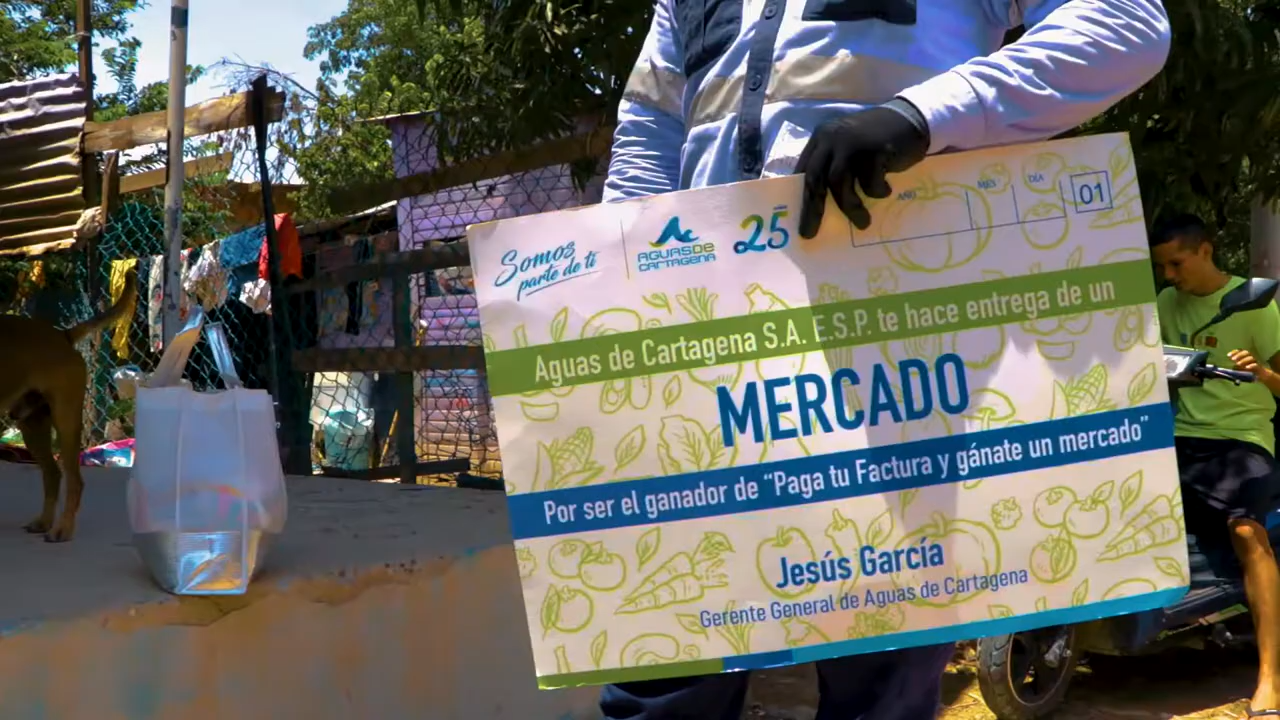 Somos
parte de ti
AGUAS DE
CARTAGENA
25
AÑO MES DÍA
01
Aguas de Cartagena S.A. E.S.P. te hace entrega de un
MERCADO
Por ser el ganador de "Paga tu Factura y gánate un mercado"
Jesús García
Gerente General de Aguas de Cartagena